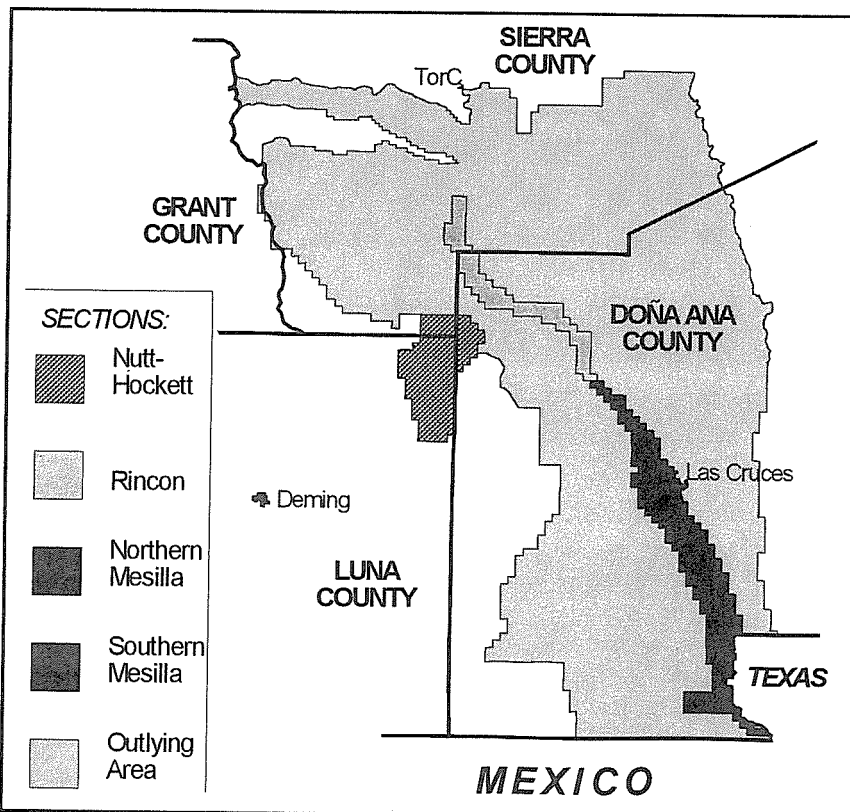 SIERRA
COUNTY
TorC
GRANT
COUNTY
DOÑA ANA
COUNTY
SECTIONS:
Nutt-
Hockett
Rincon
Northern
Mesilla
Southern
Mesilla
Outlying
Area
Deming
Las Cruces
LUNA
COUNTY
TEXAS
MEXICO